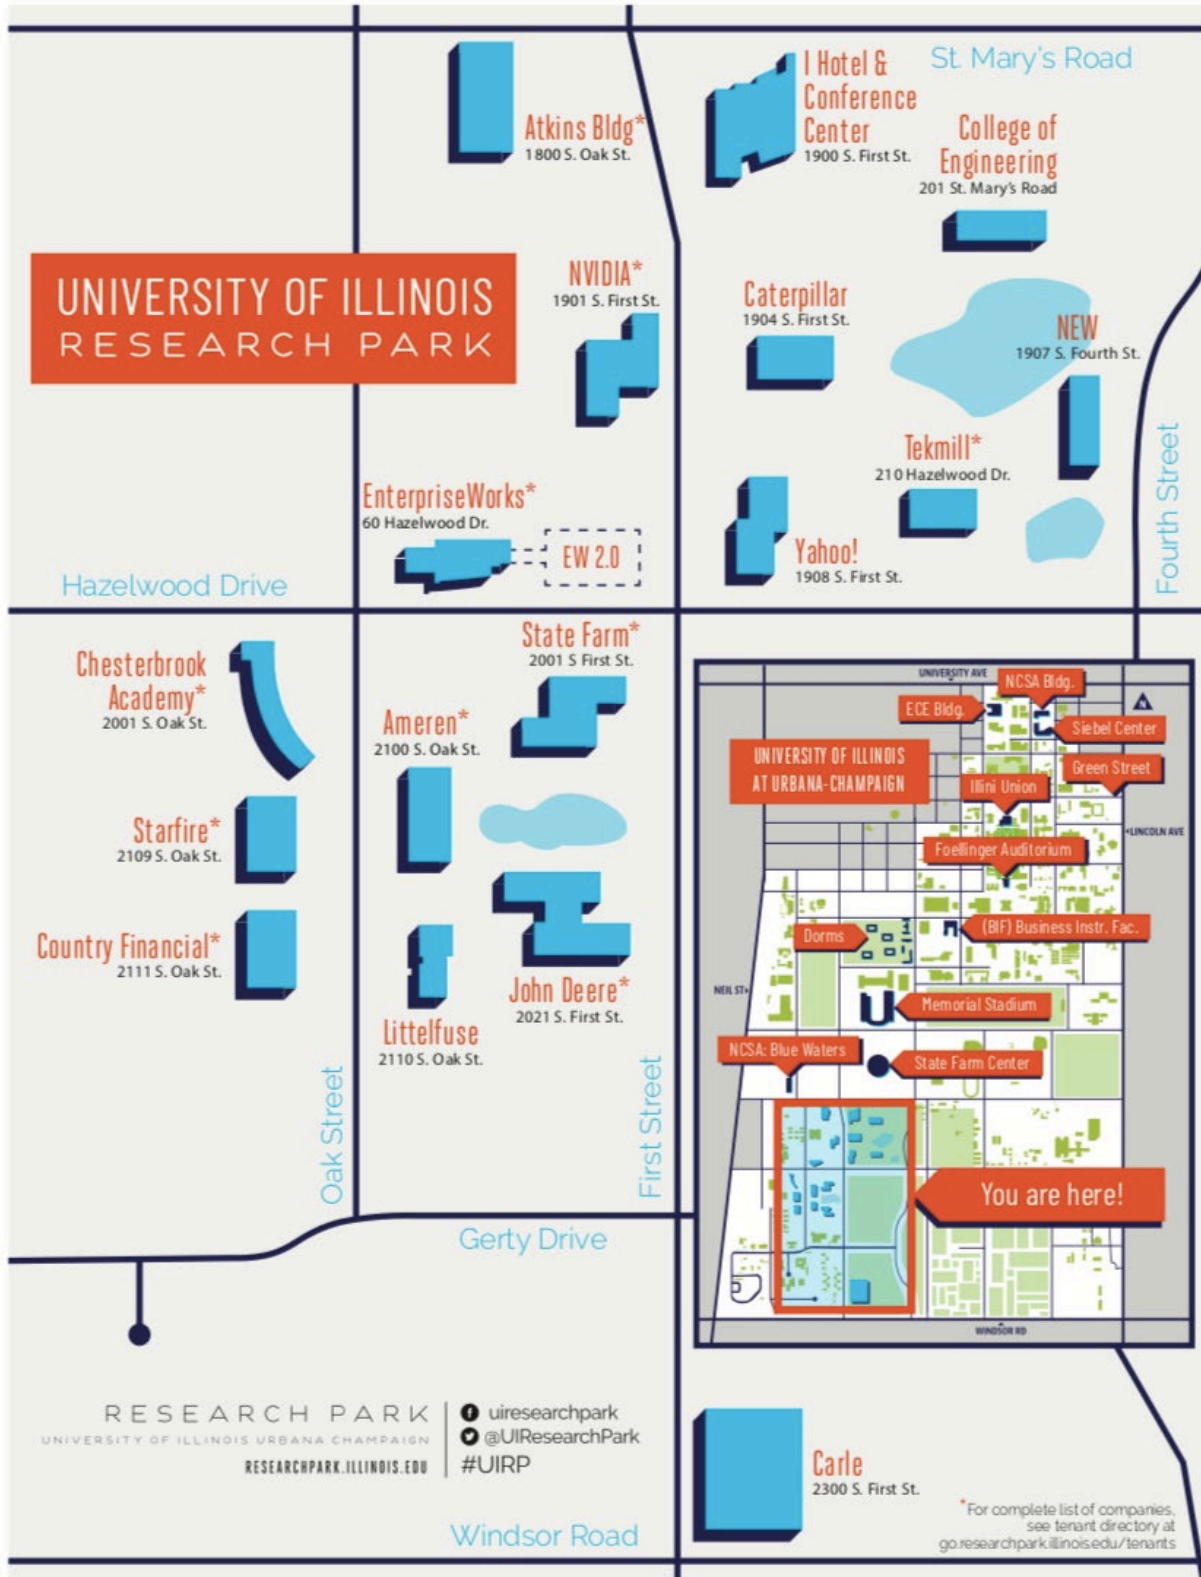 St. Mary's Road
I Hotel &
Conference
Center
1900 S. First St.
Atkins Bldg*
1800 S. Oak St.
College of
Engineering
201 St. Mary's Road
UNIVERSITY OF ILLINOIS
RESEARCH PARK
NVIDIA*
1901 S. First St.
Caterpillar
1904 S. First St.
NEW
1907 S. Fourth St.
Tekmill*
210 Hazelwood Dr.
Fourth Street
EnterpriseWorks*
60 Hazelwood Dr.
EW 2.0
Yahoo!
1908 S. First St.
Hazelwood Drive
Chesterbrook
Academy*
2001 S. Oak St.
State Farm*
2001 S First St.
Ameren*
2100 S. Oak St.
Starfire*
2109 S. Oak St.
Country Financial*
2111 S. Oak St.
John Deere*
2021 S. First St.
Littelfuse
2110 S. Oak St.
Oak Street
First Street
Gerty Drive
UNIVERSITY AVE
NCSA Bldg.
N
ECE Bldg.
Siebel Center
UNIVERSITY OF ILLINOIS
AT URBANA-CHAMPAIGN
Green Street
Illini Union
LINCOLN AVE
Foellinger Auditorium
Dorms
(BIF) Business Instr. Fac.
NEIL ST
Memorial Stadium
NCSA: Blue Waters
State Farm Center
You are here!
WINDSOR RD
RESEARCH PARK
UNIVERSITY OF ILLINOIS URBANA CHAMPAIGN
RESEARCHPARK.ILLINOIS.EDU
uiresearchpark
@UIResearchPark
#UIRP
Carle
2300 S. First St.
Windsor Road
*For complete list of companies,
see tenant directory at
go.researchpark.illinois.edu/tenants